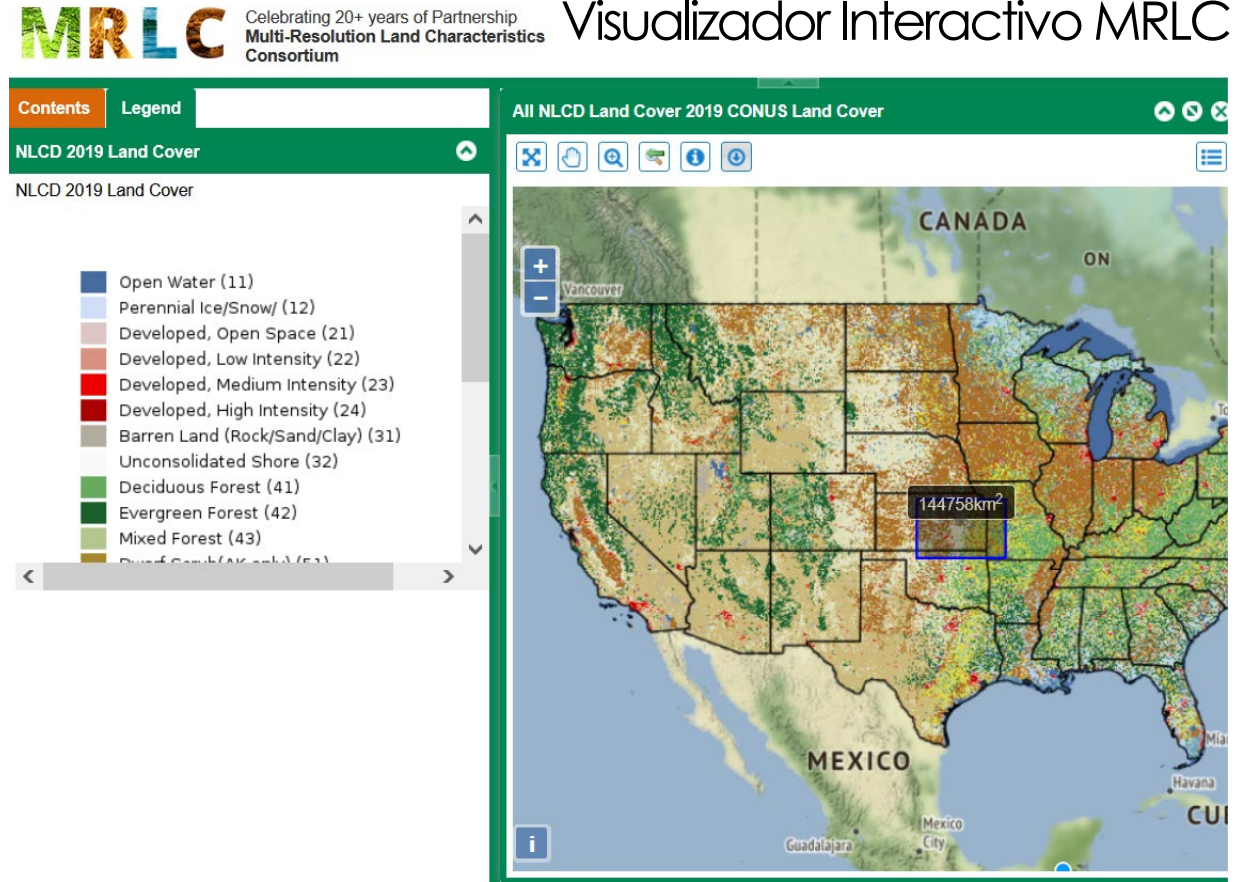 MRLC
Celebrating 20+ years of Partnership
Multi-Resolution Land Characteristics
Consortium
Visualizador Interactivo MRLC
Contents
Legend
NLCD 2019 Land Cover
NLCD 2019 Land Cover
Open Water (11)
Perennial Ice/Snow/ (12)
Developed, Open Space (21)
Developed, Low Intensity (22)
Developed, Medium Intensity (23)
Developed, High Intensity (24)
Barren Land (Rock/Sand/Clay) (31)
Unconsolidated Shore (32)
Deciduous Forest (41)
Evergreen Forest (42)
Mixed Forest (43)
All NLCD Land Cover 2019 CONUS Land Cover
+
−
CANADA
ON
Vancouver
To
144758km²
MEXICO
Miar
Havana
CUI
Mexico
City
Guadalajara
i